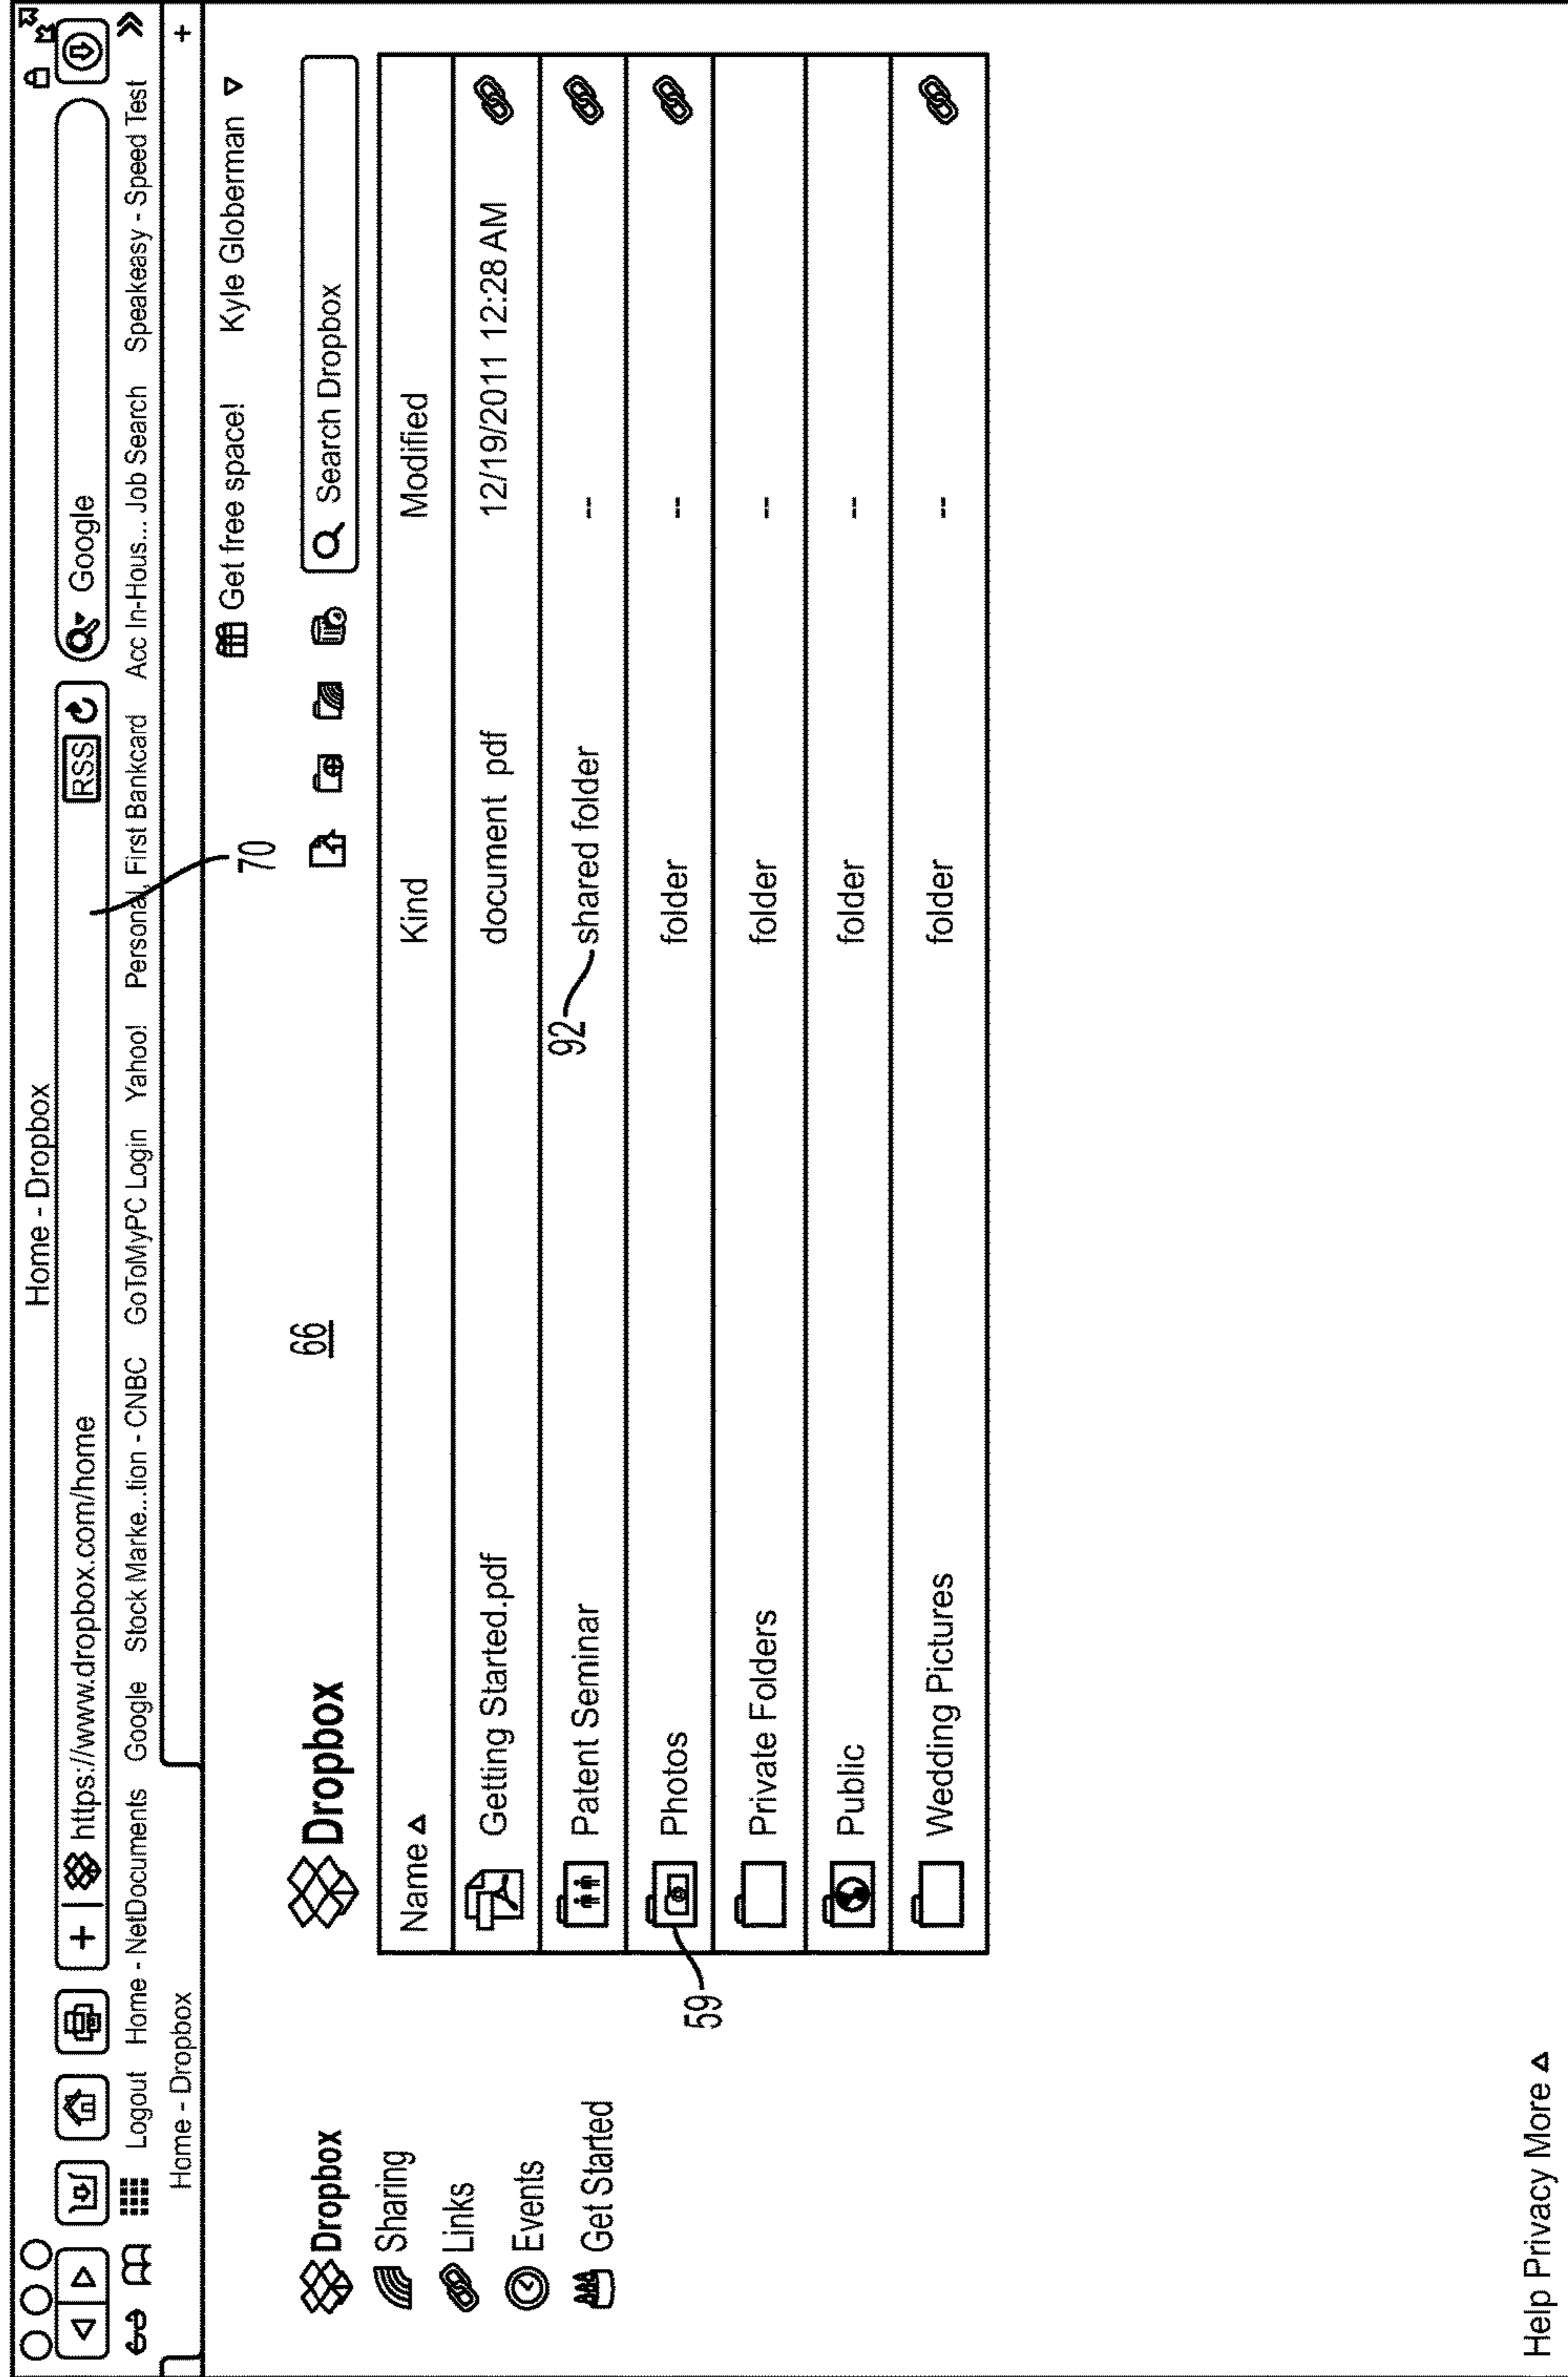 Home - Dropbox
+ https://www.dropbox.com/home RSS Google
Logout Home - NetDocuments Google Stock Marke...tion - CNBC GoToMyPC Login Yahoo! Personal, First Bankcard Acc In-Hous... Job Search Speakeasy - Speed Test
Home - Dropbox +
70
Get free space! Kyle Globerman
66
Dropbox
Search Dropbox
Dropbox
Sharing
Links
Events
Get Started
Name Kind Modified
Getting Started.pdf document pdf 12/19/2011 12:28 AM
Patent Seminar 92 shared folder --
59
Photos folder --
Private Folders folder --
Public folder --
Wedding Pictures folder --
Help Privacy More